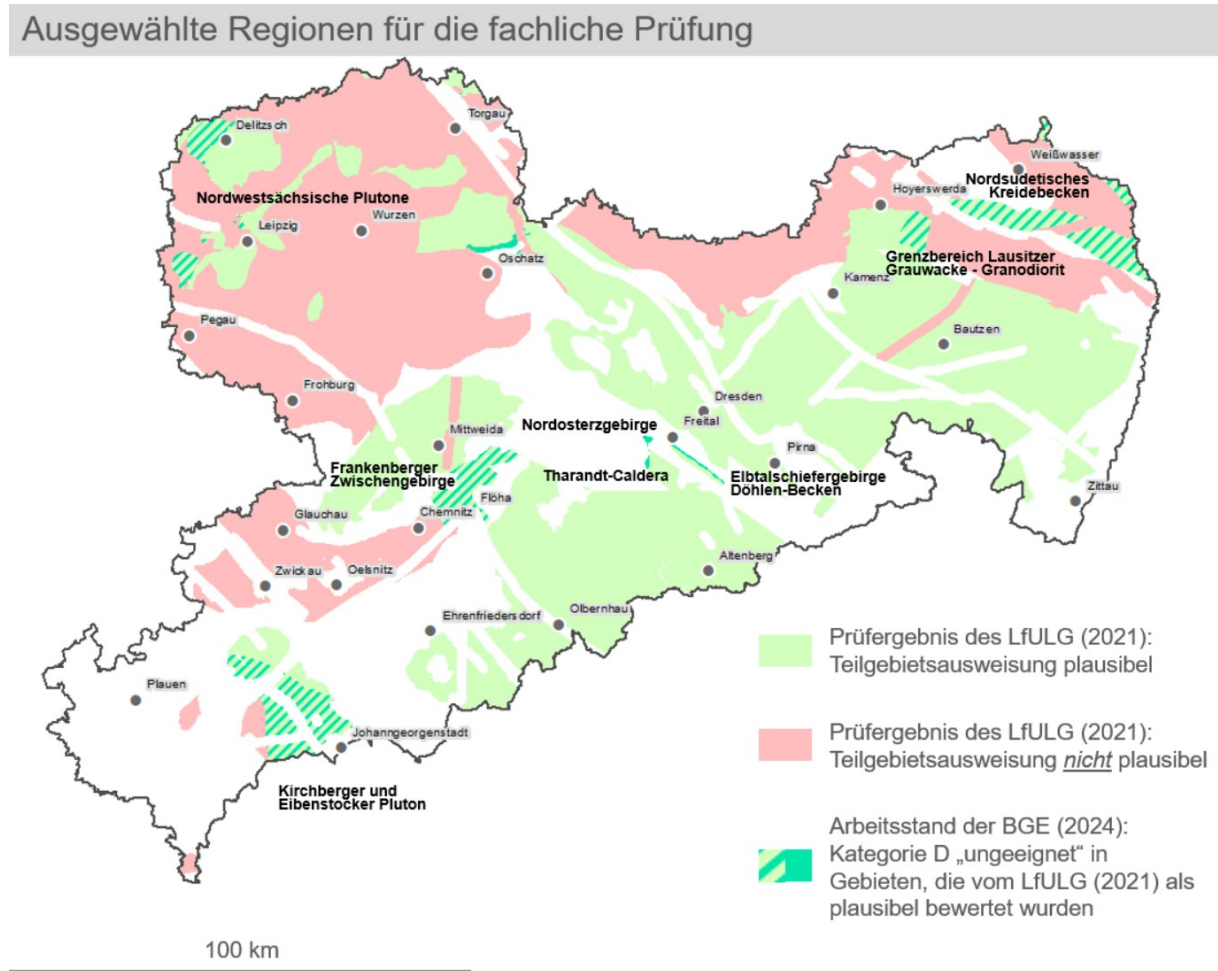 Ausgewählte Regionen für die fachliche Prüfung
Torgau
Delitzsch
Weißwasser
Nordsudetisches
Kreidebecken
Hoyerswerda
Nordwestsächsische Plutone
Wurzen
Leipzig
Oschatz
Grenzbereich Lausitzer
Grauwacke - Granodiorit
Kamenz
Pegau
Bautzen
Frohburg
Dresden
Freital
Nordosterzgebirge
Mittweida
Pirna
Frankenberger
Zwischengebirge
Tharandt-Caldera
Elbtalschiefergebirge
Döhlen-Becken
Flöha
Zittau
Glauchau
Chemnitz
Altenberg
Zwickau
Oelsnitz
Ehrenfriedersdorf
Olbernhau
Plauen
Johanngeorgenstadt
Kirchberger und
Eibenstocker Pluton
Prüfergebnis des LfULG (2021):
Teilgebietsausweisung plausibel
Prüfergebnis des LfULG (2021):
Teilgebietsausweisung nicht plausibel
Arbeitsstand der BGE (2024):
Kategorie D „ungeeignet“ in
Gebieten, die vom LfULG (2021) als
plausibel bewertet wurden
100 km